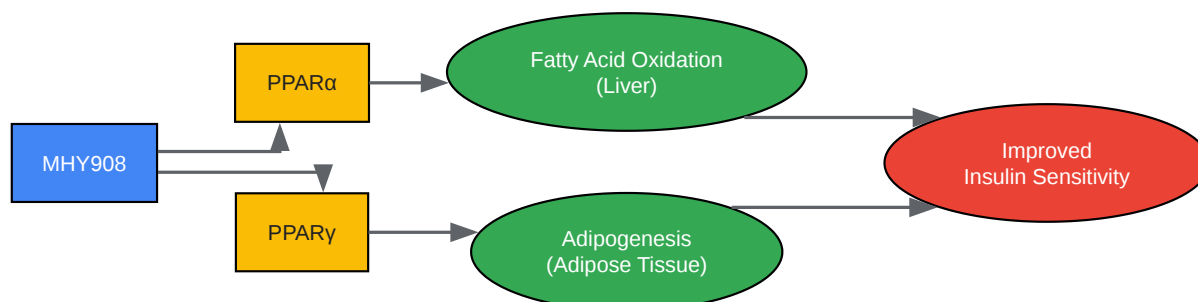 MHY908
PPARα
PPARγ
Fatty Acid Oxidation
(Liver)
Adipogenesis
(Adipose Tissue)
Improved
Insulin Sensitivity